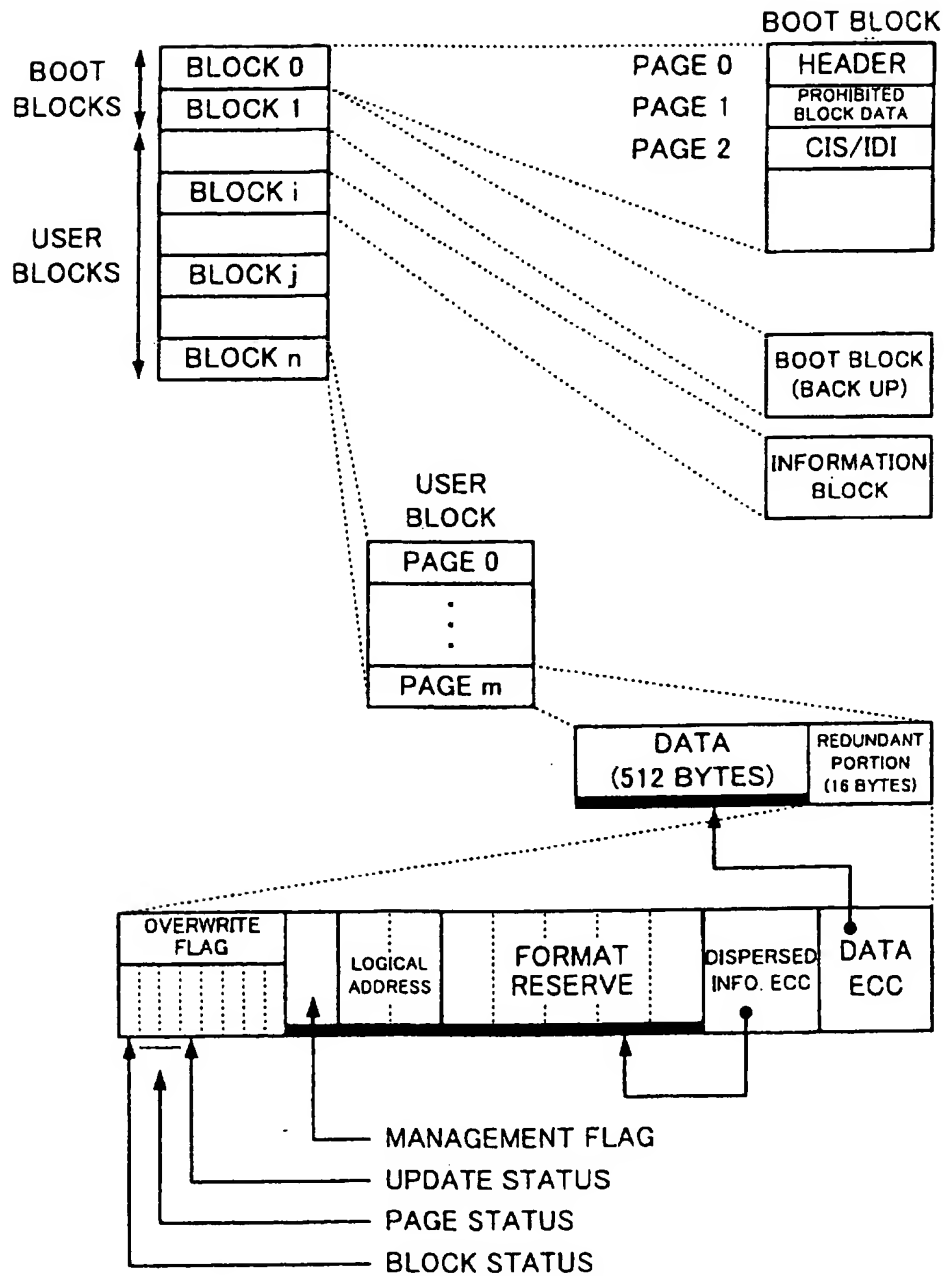 BOOT BLOCK
BOOT
BLOCKS
BLOCK 0
BLOCK 1
PAGE 0
HEADER
PAGE 1
PROHIBITED
BLOCK DATA
PAGE 2
CIS/IDI
USER
BLOCKS
BLOCK i
BLOCK j
BLOCK n
BOOT BLOCK
(BACK UP)
INFORMATION
BLOCK
USER
BLOCK
PAGE 0
PAGE m
DATA
(512 BYTES)
REDUNDANT
PORTION
(16 BYTES)
OVERWRITE
FLAG
LOGICAL
ADDRESS
FORMAT
RESERVE
DISPERSED
INFO. ECC
DATA
ECC
MANAGEMENT FLAG
UPDATE STATUS
PAGE STATUS
BLOCK STATUS